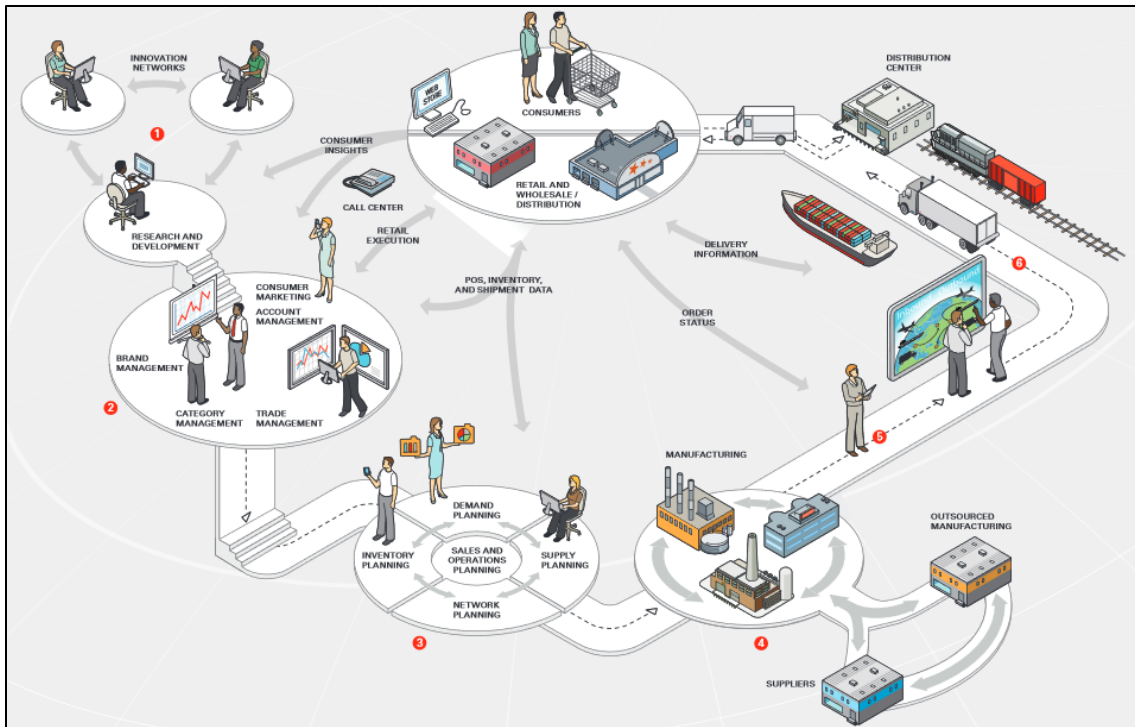 INNOVATION
NETWORKS
1
RESEARCH AND
DEVELOPMENT
CONSUMER
INSIGHTS
CALL CENTER
RETAIL
EXECUTION
WEB
STORE
CONSUMERS
RETAIL AND
WHOLESALE /
DISTRIBUTION
DISTRIBUTION
CENTER
DELIVERY
INFORMATION
POS, INVENTORY,
AND SHIPMENT DATA
ORDER
STATUS
CONSUMER
MARKETING
ACCOUNT
MANAGEMENT
BRAND
MANAGEMENT
CATEGORY
MANAGEMENT
TRADE
MANAGEMENT
2
DEMAND
PLANNING
INVENTORY
PLANNING
SALES AND
OPERATIONS
PLANNING
SUPPLY
PLANNING
NETWORK
PLANNING
3
MANUFACTURING
4
OUTSOURCED
MANUFACTURING
SUPPLIERS
5
6